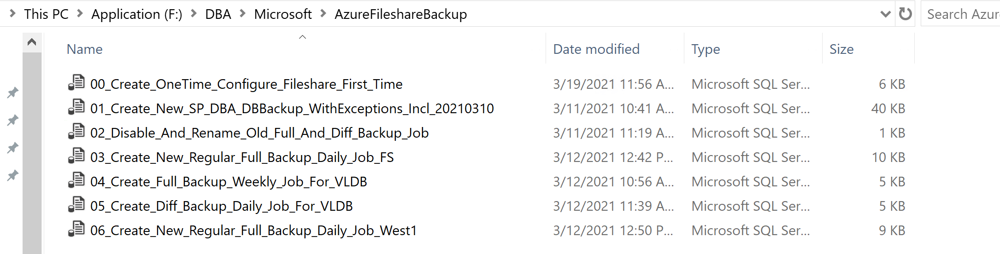 This PC > Application (F:) > DBA > Microsoft > AzureFileshareBackup Search Azur
Name Date modified Type Size
00_Create_OneTime_Configure_Fileshare_First_Time 3/19/2021 11:56 A... Microsoft SQL Ser... 6 KB
01_Create_New_SP_DBA_DBBackup_WithExceptions_Incl_20210310 3/11/2021 10:41 A... Microsoft SQL Ser... 40 KB
02_Disable_And_Rename_Old_Full_And_Diff_Backup_Job 3/11/2021 11:19 A... Microsoft SQL Ser... 1 KB
03_Create_New_Regular_Full_Backup_Daily_Job_FS 3/12/2021 12:42 P... Microsoft SQL Ser... 10 KB
04_Create_Full_Backup_Weekly_Job_For_VLDB 3/12/2021 10:56 A... Microsoft SQL Ser... 5 KB
05_Create_Diff_Backup_Daily_Job_For_VLDB 3/12/2021 11:39 A... Microsoft SQL Ser... 5 KB
06_Create_New_Regular_Full_Backup_Daily_Job_West1 3/12/2021 12:50 P... Microsoft SQL Ser... 9 KB